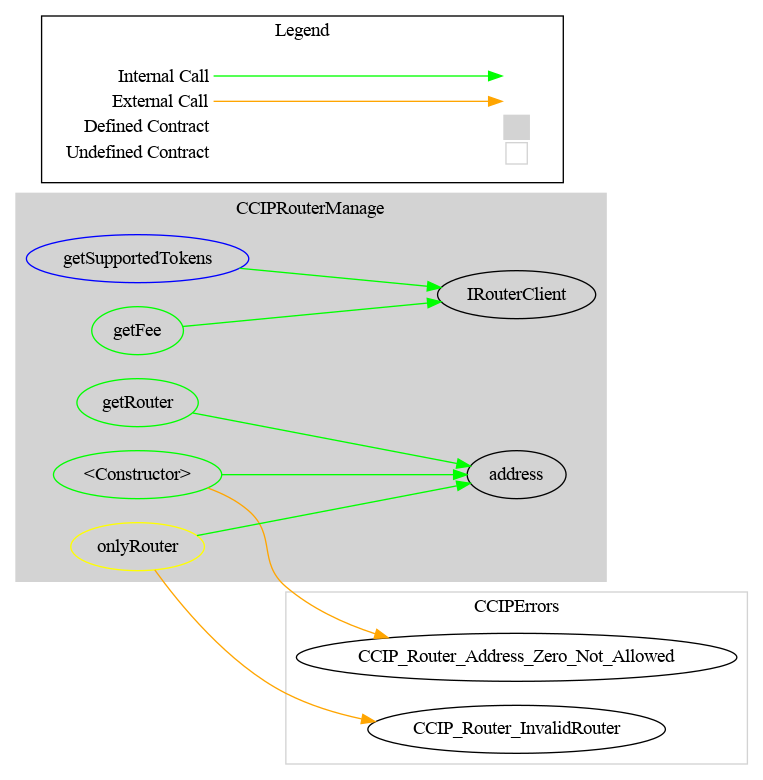 Legend
Internal Call
External Call
Defined Contract
Undefined Contract
CCIPRouterManage
getSupportedTokens
IRouterClient
getFee
getRouter
<Constructor>
address
onlyRouter
CCIPErrors
CCIP_Router_Address_Zero_Not_Allowed
CCIP_Router_InvalidRouter